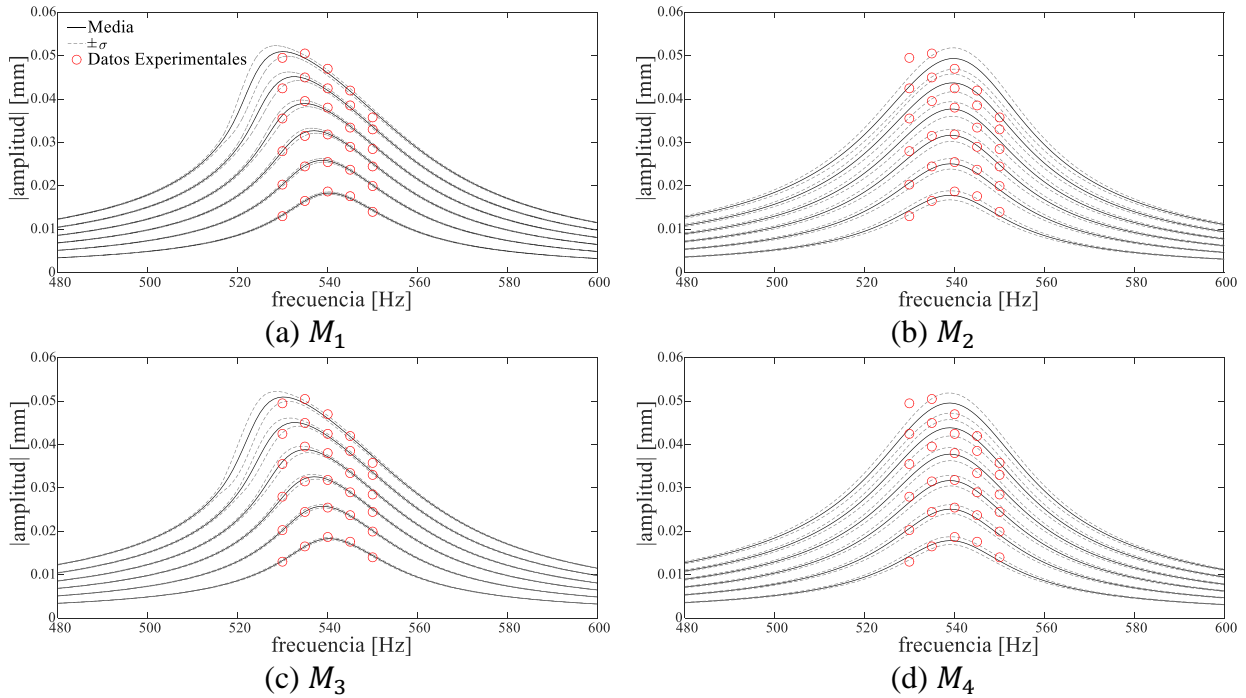 Media
±σ
Datos Experimentales
|amplitud| [mm]
0.06
0.05
0.04
0.03
0.02
0.01
0
480 500 520 540 560 580 600
frecuencia [Hz]
(a) M₁
|amplitud| [mm]
0.06
0.05
0.04
0.03
0.02
0.01
0
480 500 520 540 560 580 600
frecuencia [Hz]
(b) M₂
|amplitud| [mm]
0.06
0.05
0.04
0.03
0.02
0.01
0
480 500 520 540 560 580 600
frecuencia [Hz]
(c) M₃
|amplitud| [mm]
0.06
0.05
0.04
0.03
0.02
0.01
0
480 500 520 540 560 580 600
frecuencia [Hz]
(d) M₄